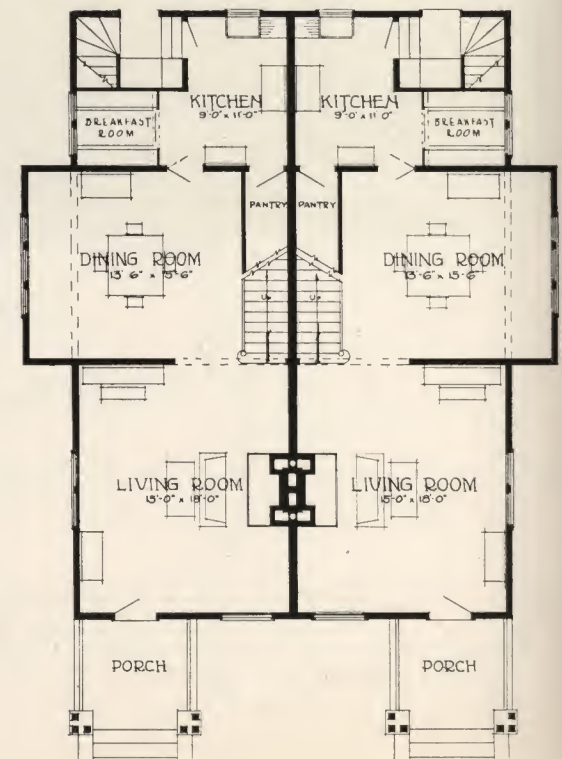 KITCHEN
9'-0" x 11'-0"
KITCHEN
9'-0" x 11'0"
BREAKFAST
ROOM
BREAKFAST
ROOM
PANTRY
PANTRY
DINING ROOM
13'6" x 15'-6"
DINING ROOM
13'-6" x 15'-6"
UP
UP
LIVING ROOM
15'-0" x 18'-0"
LIVING ROOM
15'-0" x 18'-0"
PORCH
PORCH